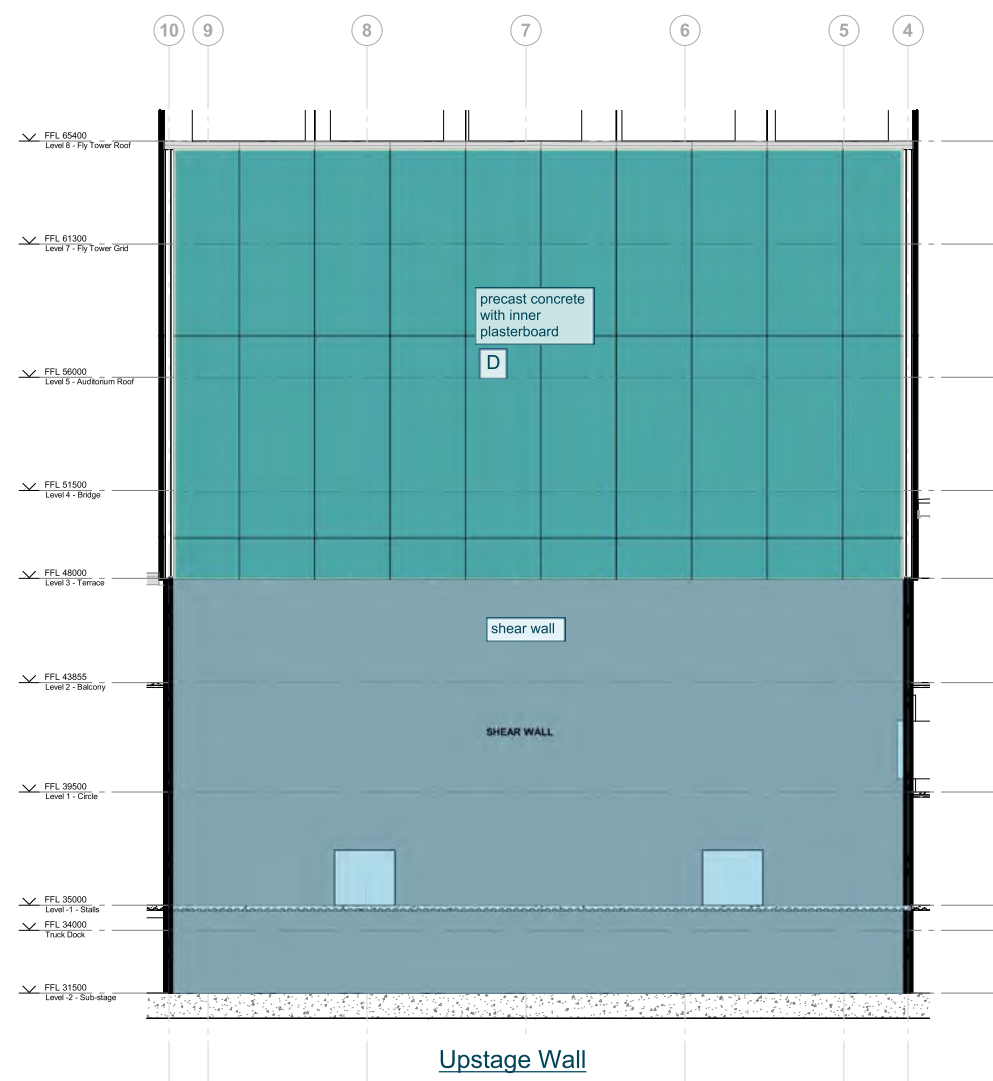 10 9 8 7 6 5 4
FFL 65400
Level 8 - Fly Tower Roof
FFL 61300
Level 7 - Fly Tower Grid
precast concrete
with inner
plasterboard
D
FFL 56000
Level 5 - Auditorium Roof
FFL 51500
Level 4 - Bridge
FFL 48000
Level 3 - Terrace
shear wall
FFL 43855
Level 2 - Balcony
SHEAR WALL
FFL 39500
Level 1 - Circle
FFL 35000
Level -1 - Stalls
FFL 34000
Truck Dock
FFL 31500
Level -2 - Sub-stage
Upstage Wall